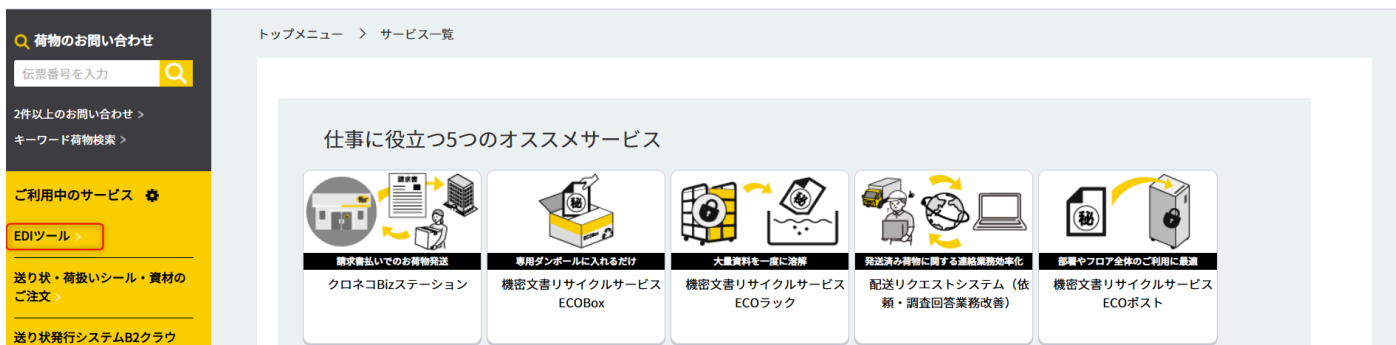 荷物のお問い合わせ
伝票番号を入力
2件以上のお問い合わせ >
キーワード荷物検索 >
ご利用中のサービス
EDIツール >
送り状・荷扱いシール・資材の
ご注文 >
送り状発行システムB2クラウ
トップメニュー > サービス一覧
仕事に役立つ5つのオススメサービス
請求書
請求書払いでのお荷物発送
クロネコBizステーション
秘
ECOBox
専用ダンボールに入れるだけ
機密文書リサイクルサービス
ECOBox
秘
大量資料を一度に溶解
機密文書リサイクルサービス
ECOラック
発送済み荷物に関する連絡業務効率化
配送リクエストシステム（依
頼・調査回答業務改善）
秘
部署やフロア全体のご利用に最適
機密文書リサイクルサービス
ECOポスト